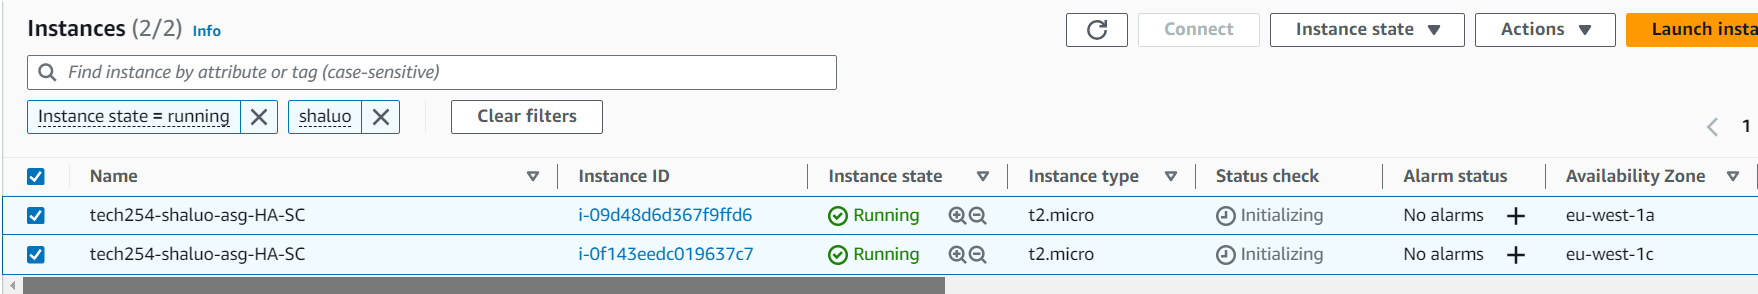 Instances (2/2) Info
Connect Instance state Actions Launch insta
Find instance by attribute or tag (case-sensitive)
Instance state = running shaluo Clear filters
1
Name Instance ID Instance state Instance type Status check Alarm status Availability Zone
tech254-shaluo-asg-HA-SC i-09d48d6d367f9ffd6 Running t2.micro Initializing No alarms + eu-west-1a
tech254-shaluo-asg-HA-SC i-0f143eedc019637c7 Running t2.micro Initializing No alarms + eu-west-1c